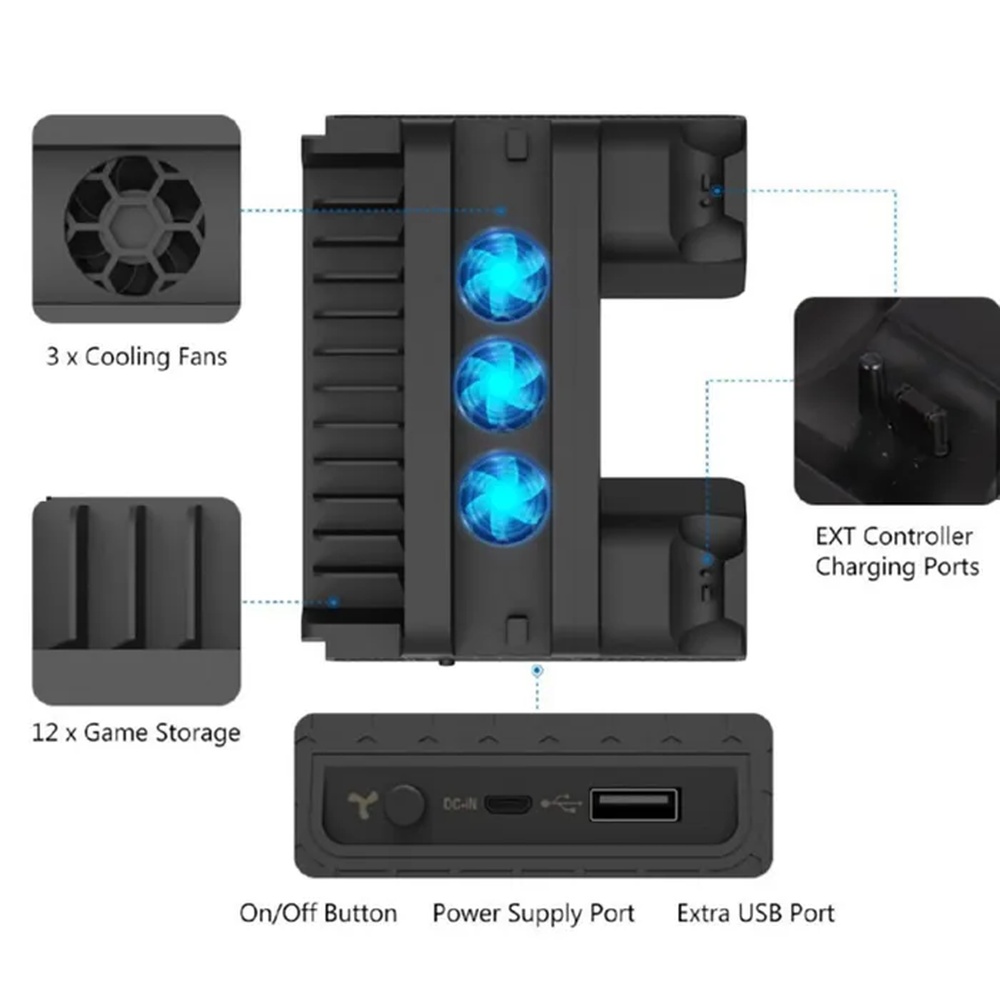 3 x Cooling Fans
EXT Controller
Charging Ports
12 x Game Storage
DC-IN
On/Off Button Power Supply Port Extra USB Port